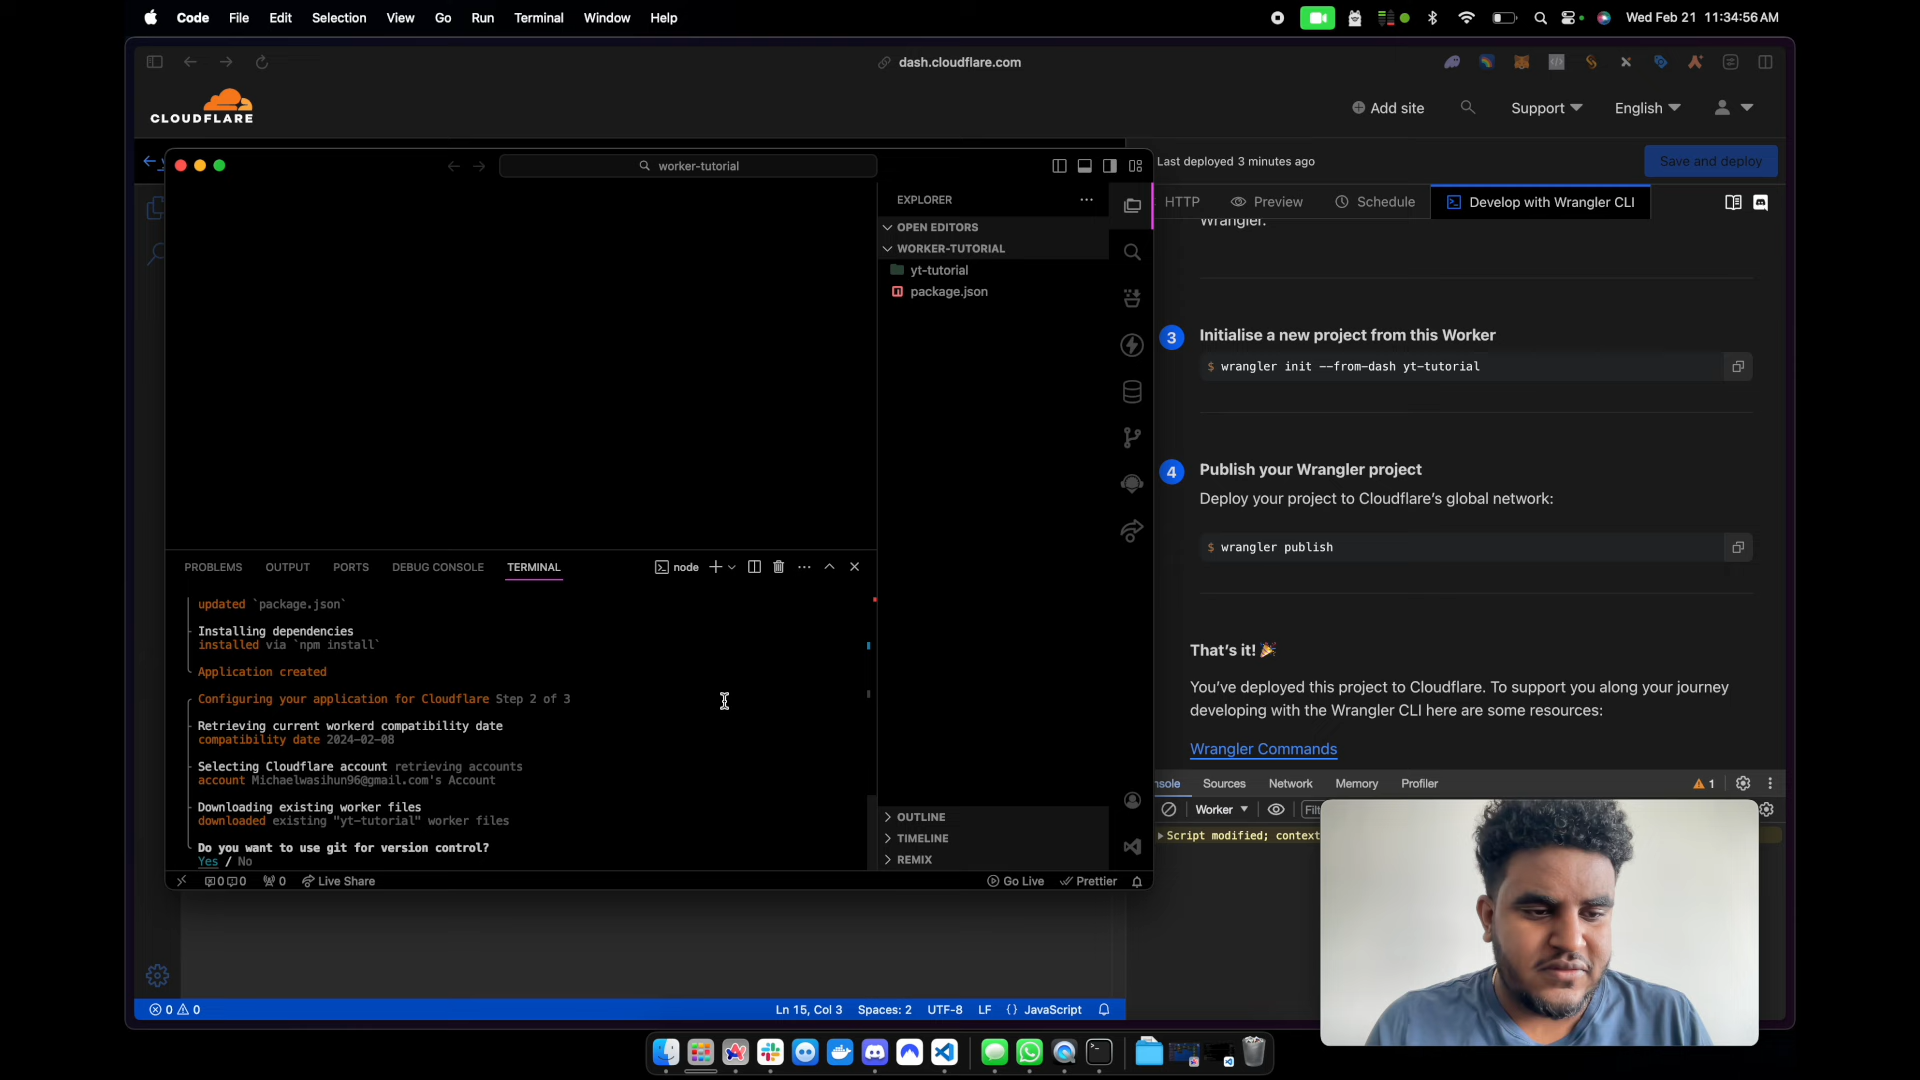 Code File Edit Selection View Go Run Terminal Window Help
Wed Feb 21 11:34:56 AM
dash.cloudflare.com
CLOUDFLARE
Add site
Support
English
worker-tutorial
Last deployed 3 minutes ago
Save and deploy
HTTP
Preview
Schedule
Develop with Wrangler CLI
EXPLORER
OPEN EDITORS
WORKER-TUTORIAL
yt-tutorial
package.json
OUTLINE
TIMELINE
REMIX
Wrangler.
3
Initialise a new project from this Worker
$ wrangler init --from-dash yt-tutorial
4
Publish your Wrangler project
Deploy your project to Cloudflare's global network:
$ wrangler publish
That's it! 🎉
You've deployed this project to Cloudflare. To support you along your journey
developing with the Wrangler CLI here are some resources:
Wrangler Commands
PROBLEMS OUTPUT PORTS DEBUG CONSOLE TERMINAL
node
updated `package.json`
Installing dependencies
installed via `npm install`
Application created
Configuring your application for Cloudflare Step 2 of 3
Retrieving current workerd compatibility date
compatibility date 2024-02-08
Selecting Cloudflare account retrieving accounts
account Michaelwasihun96@gmail.com's Account
Downloading existing worker files
downloaded existing "yt-tutorial" worker files
Do you want to use git for version control?
Yes / No
0 0 0 Live Share
Go Live Prettier
nsole Sources Network Memory Profiler
1
Worker
Filt
Script modified; context
0 0
Ln 15, Col 3 Spaces: 2 UTF-8 LF {} JavaScript